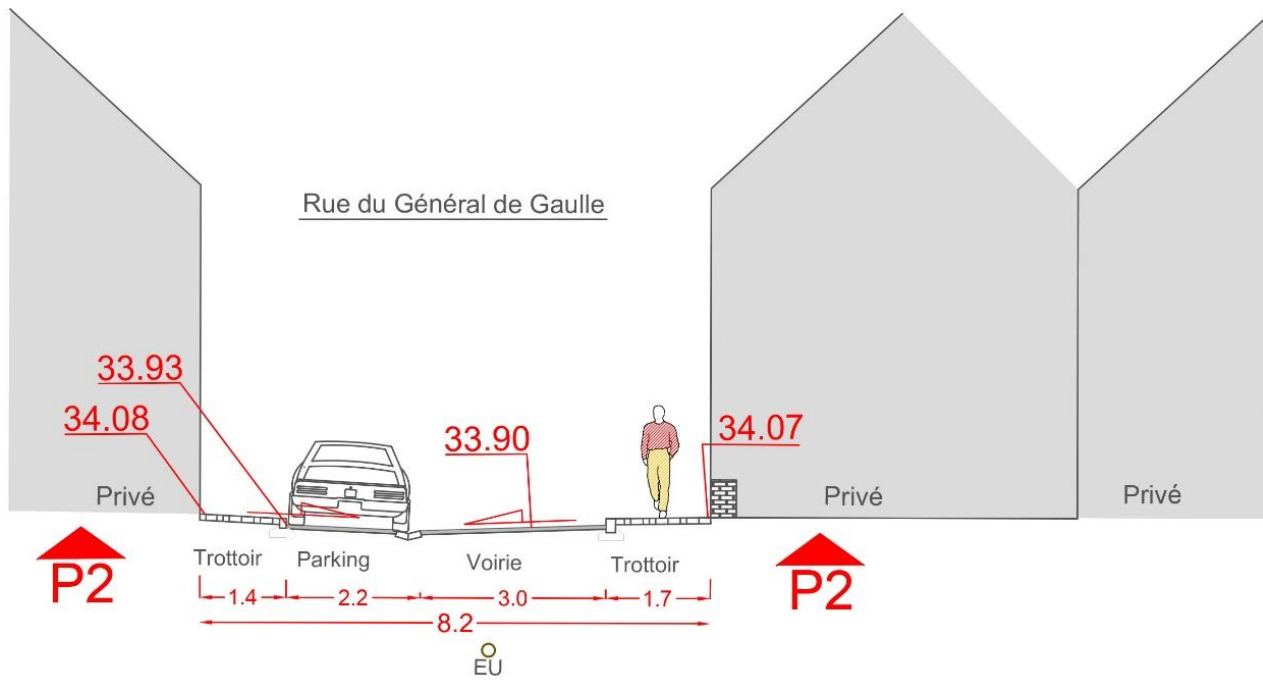 Rue du Général de Gaulle
33.93
34.08
33.90
34.07
Privé
Privé
Privé
P2
Trottoir
Parking
Voirie
Trottoir
P2
1.4
2.2
3.0
1.7
8.2
EU